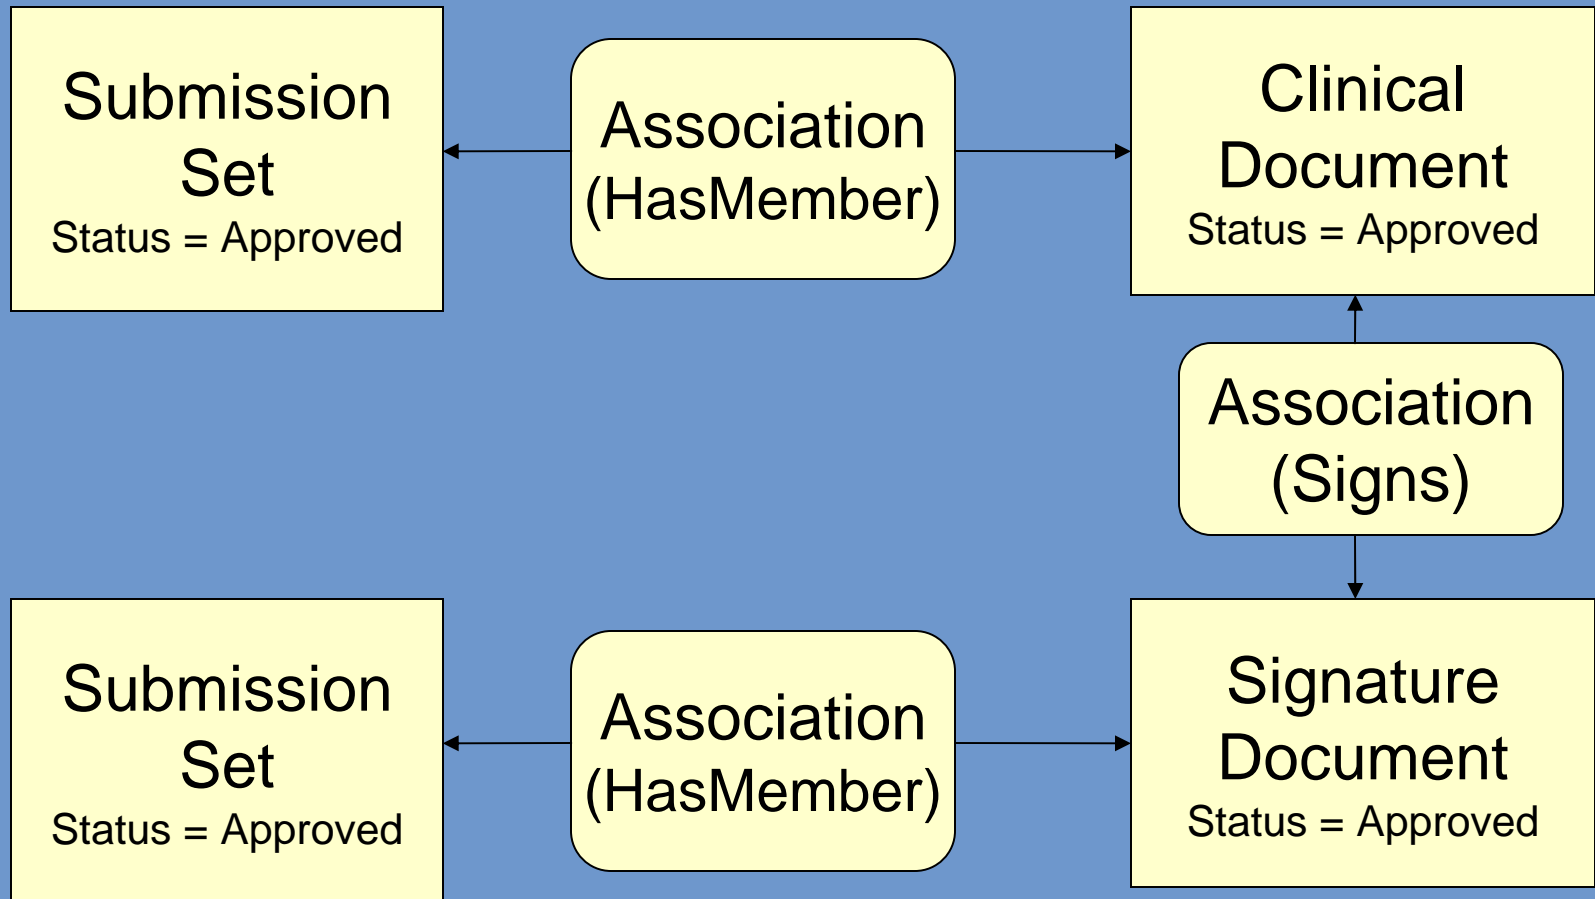 Submission
Set
Status = Approved
Association
(HasMember)
Clinical
Document
Status = Approved
Association
(Signs)
Submission
Set
Status = Approved
Association
(HasMember)
Signature
Document
Status = Approved